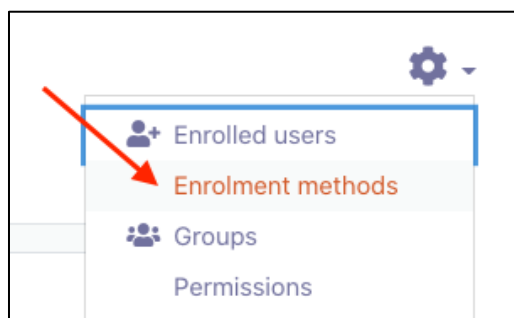 Enrolled users
Enrolment methods
Groups
Permissions